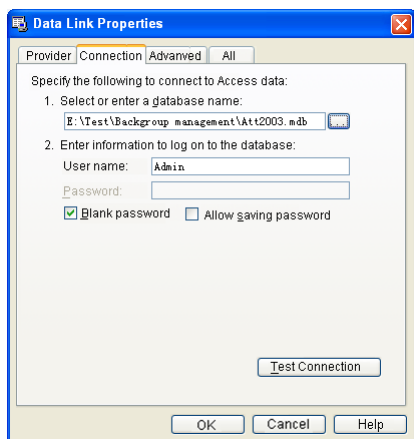 Data Link Properties
Provider Connection Advanved All
Specify the following to connect to Access data:
1. Select or enter a database name:
E:\Test\Backgroup management\Att2003.mdb ...
2. Enter information to log on to the database:
User name: Admin
Password:
Blank password Allow saving password
Test Connection
OK Cancel Help